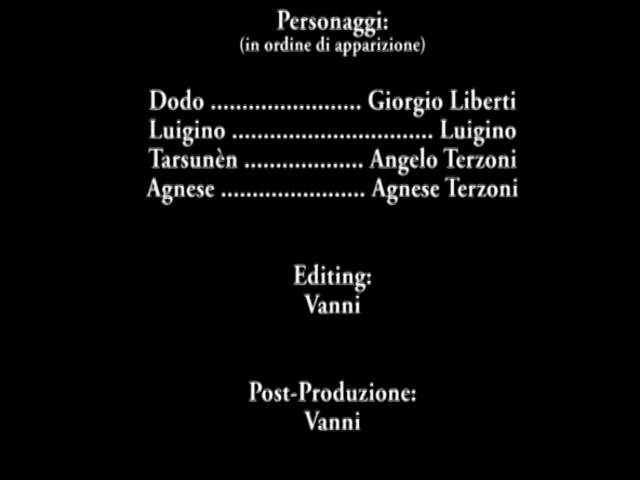 Personaggi:
(in ordine di apparizione)
Dodo ........................ Giorgio Liberti
Luigino ................................ Luigino
Tarsunèn ................... Angelo Terzoni
Agnese ....................... Agnese Terzoni
Editing:
Vanni
Post-Produzione:
Vanni